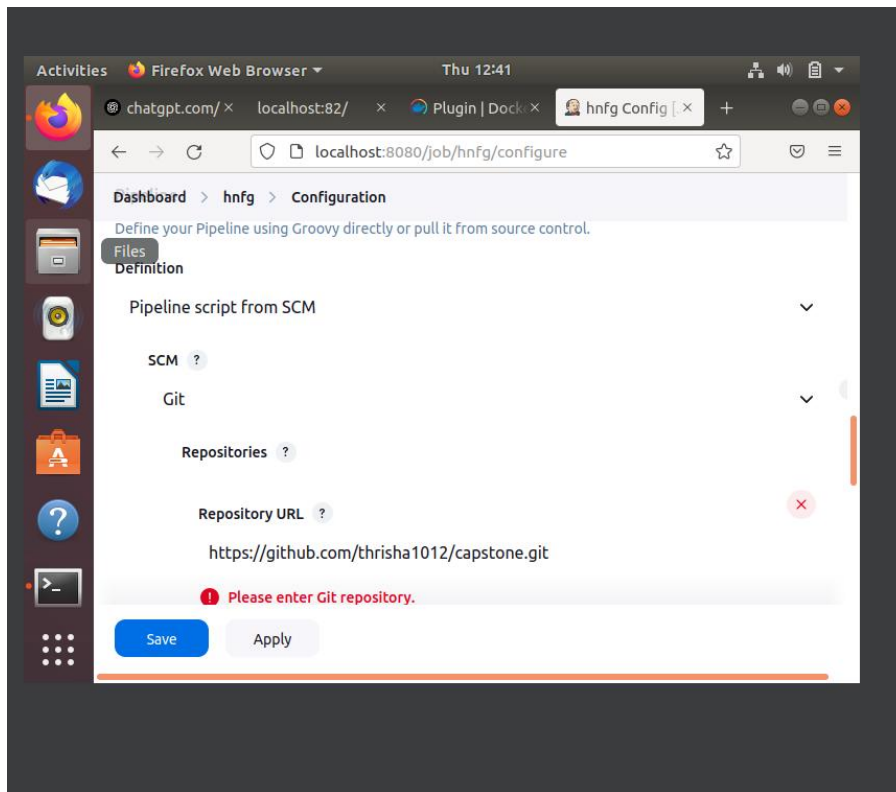 Activities Firefox Web Browser Thu 12:41
chatgpt.com/ × localhost:82/ × Plugin | Docke × hnfg Config [ × +
localhost:8080/job/hnfg/configure
Dashboard > hnfg > Configuration
Define your Pipeline using Groovy directly or pull it from source control.
Files
Definition
Pipeline script from SCM
SCM ?
Git
Repositories ?
Repository URL ?
https://github.com/thrisha1012/capstone.git
Please enter Git repository.
Save Apply